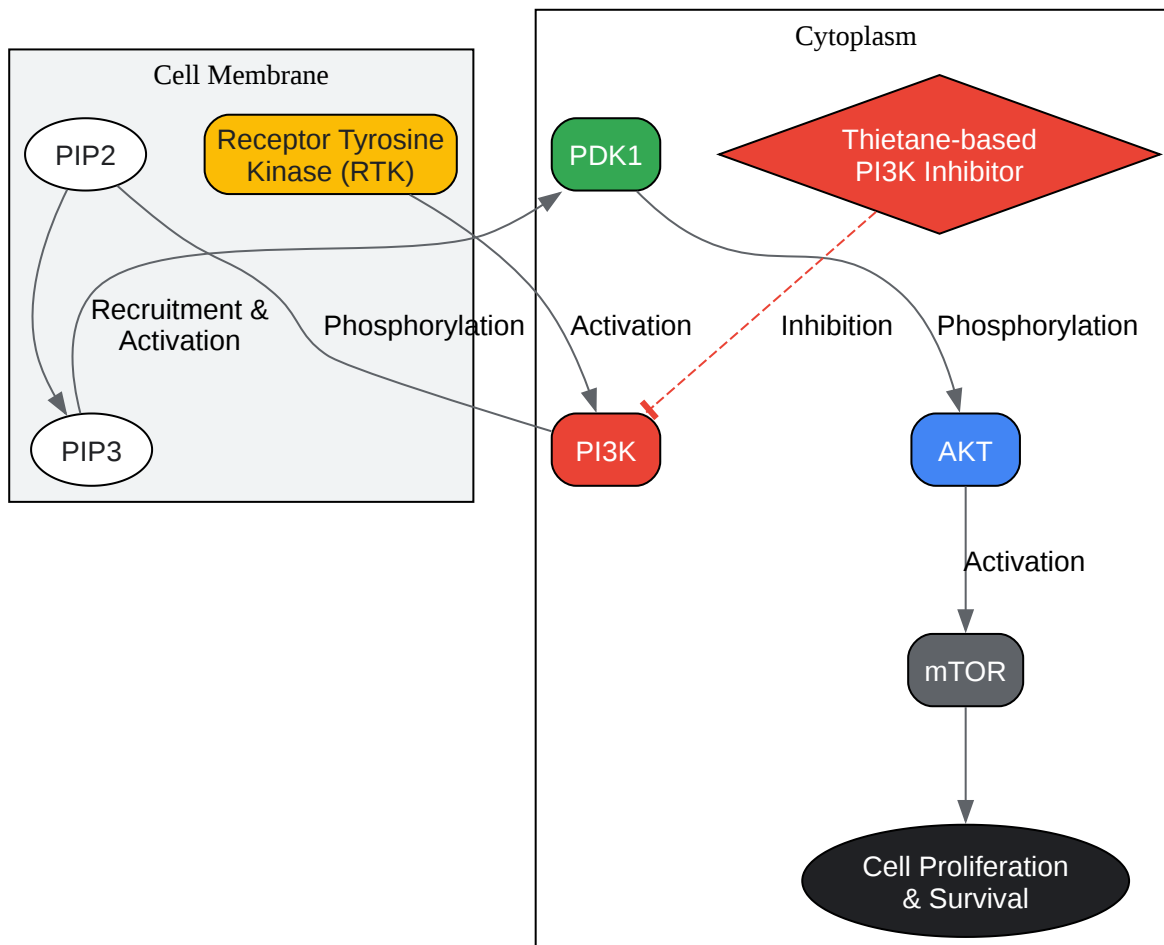 Cytoplasm
Cell Membrane
PIP2
Receptor Tyrosine
Kinase (RTK)
PDK1
Thietane-based
PI3K Inhibitor
Recruitment &
Activation
Phosphorylation
Activation
Inhibition
Phosphorylation
PIP3
PI3K
AKT
Activation
mTOR
Cell Proliferation
& Survival